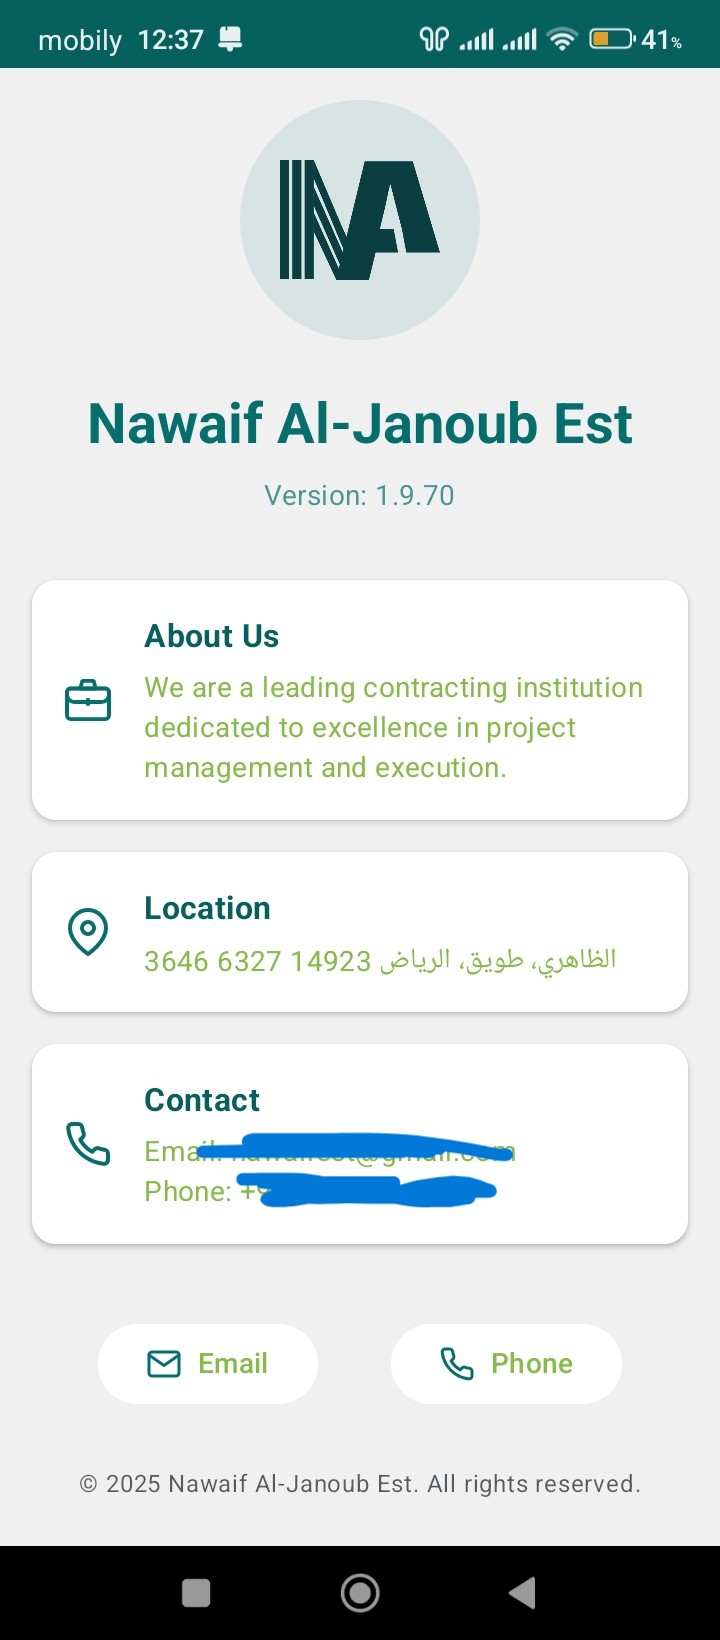 mobily 12:37 41%
NA
Nawaif Al-Janoub Est
Version: 1.9.70
About Us
We are a leading contracting institution
dedicated to excellence in project
management and execution.
Location
3646 6327 14923 الظاهري، طويق، الرياض
Contact
Email:
Phone:
Email
Phone
© 2025 Nawaif Al-Janoub Est. All rights reserved.